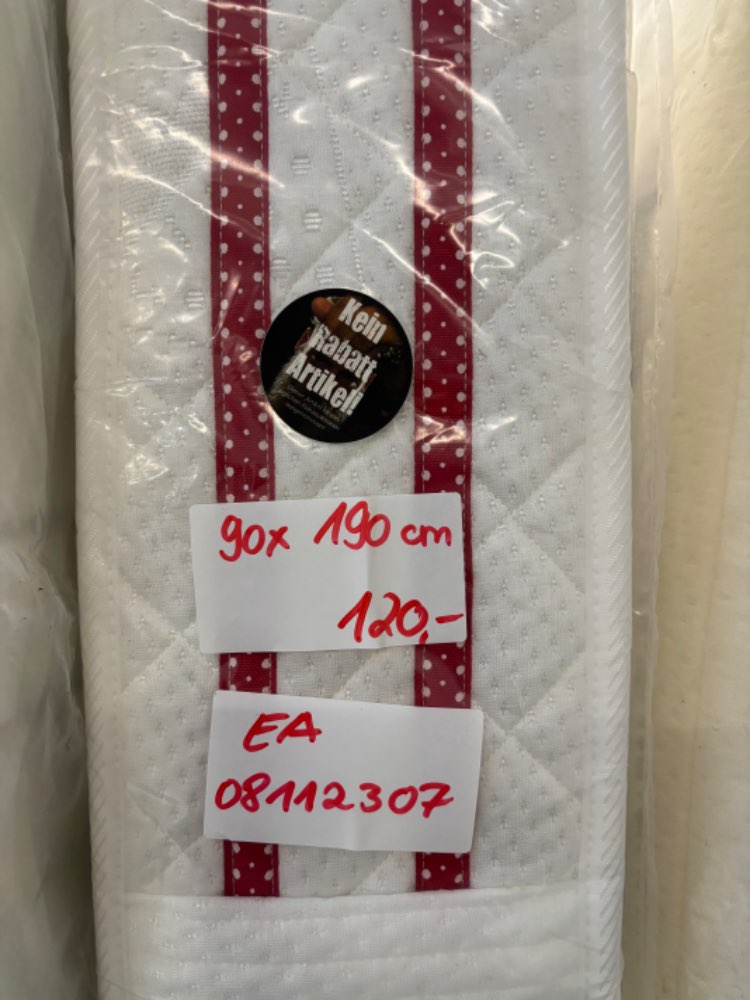 Kein
Rabatt
Artikel!
90x 190 cm
120,-
EA
08112307